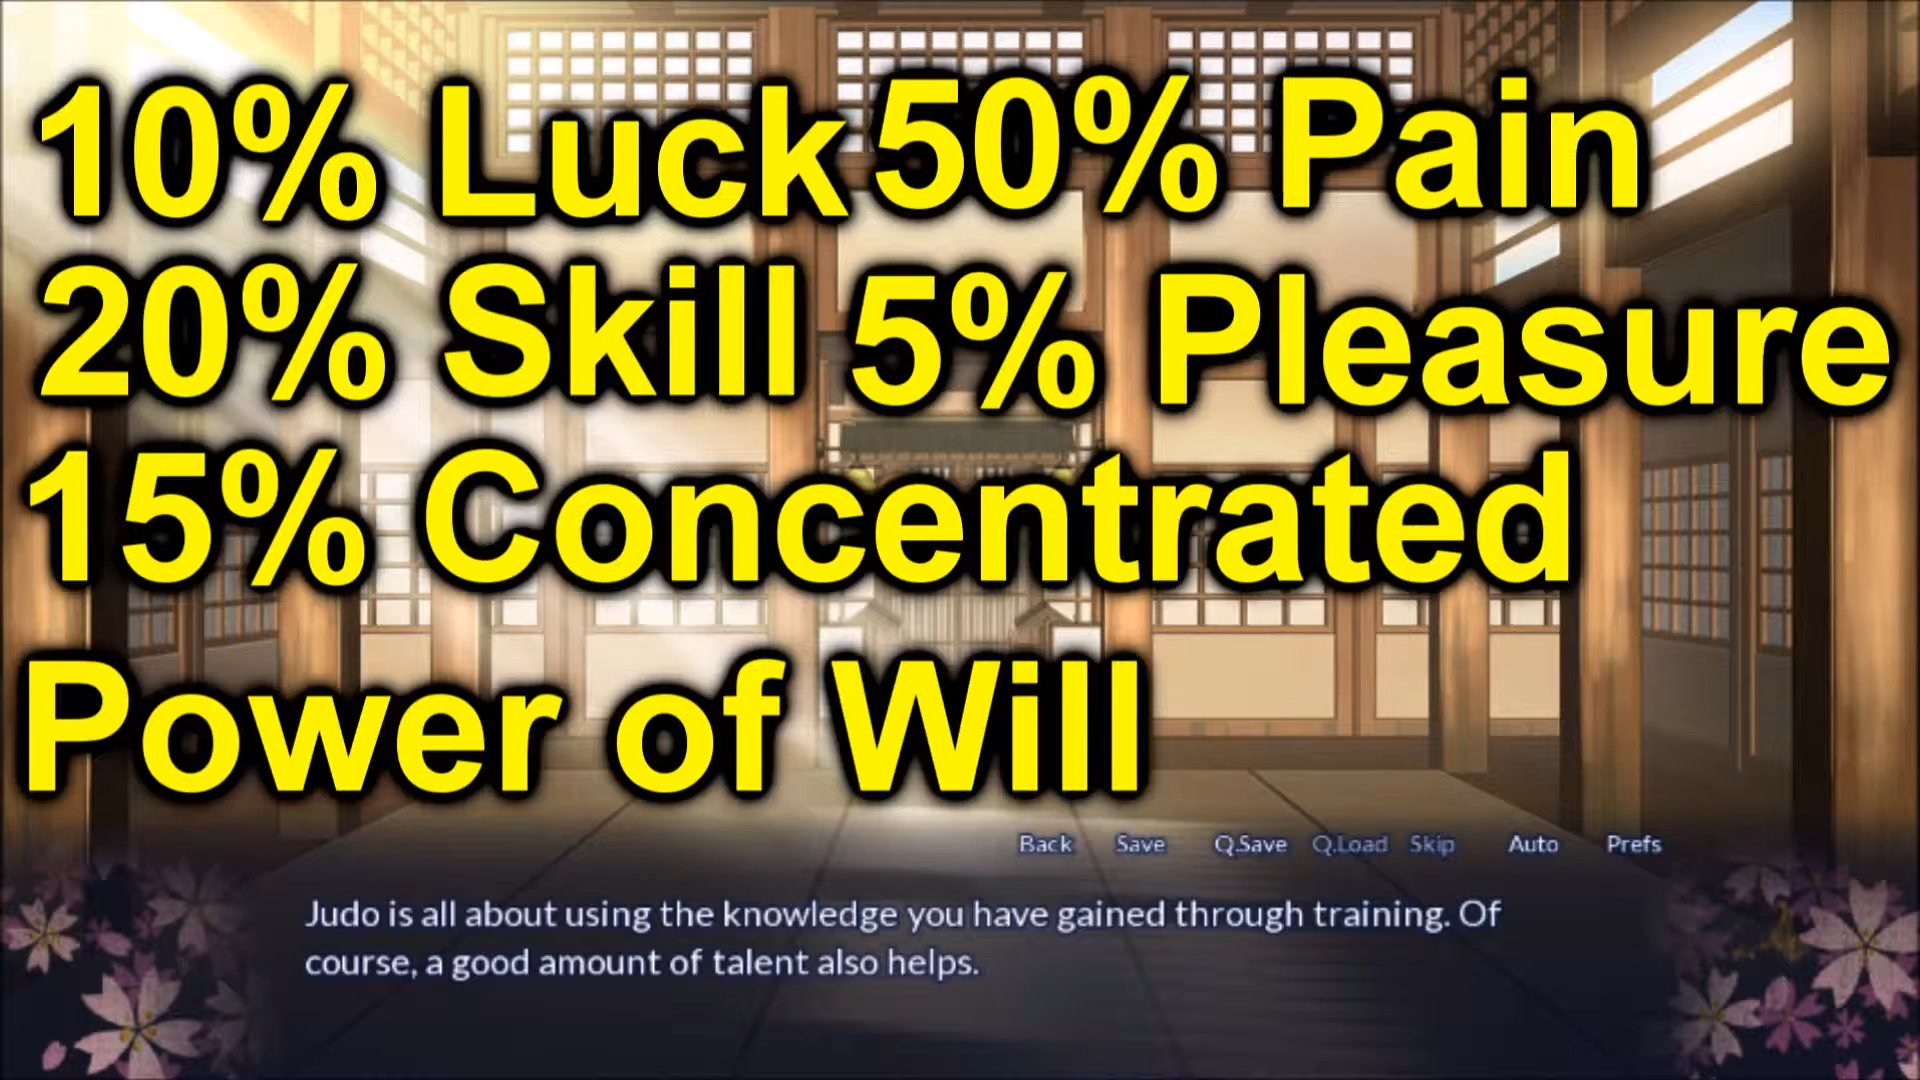 10% Luck 50% Pain
20% Skill 5% Pleasure
15% Concentrated
Power of Will
Back Save Q.Save Q.Load Skip Auto Prefs
Judo is all about using the knowledge you have gained through training. Of
course, a good amount of talent also helps.